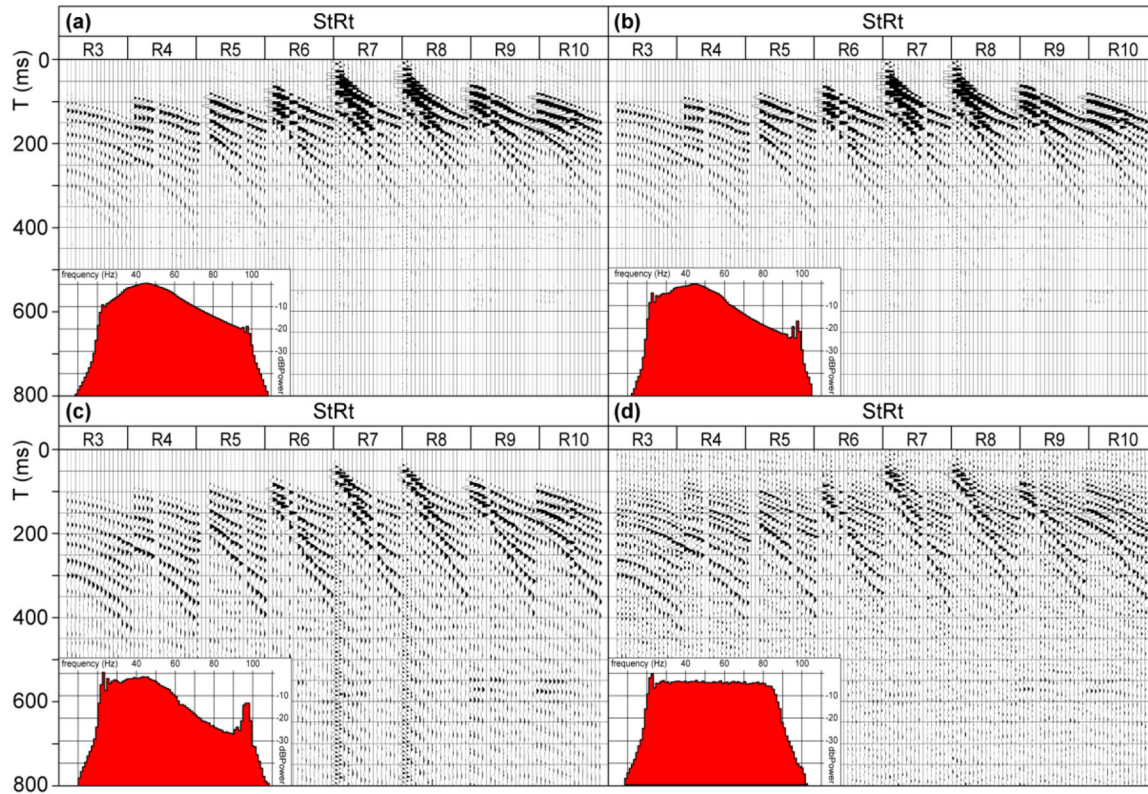 (a) StRt
R3 R4 R5 R6 R7 R8 R9 R10
T (ms)
0
200
400
600
800
frequency (Hz) 40 60 80 100
-10
-20
-30
dBPower
(b) StRt
R3 R4 R5 R6 R7 R8 R9 R10
frequency (Hz) 40 60 80 100
-10
-20
-30
dBPower
(c) StRt
R3 R4 R5 R6 R7 R8 R9 R10
T (ms)
0
200
400
600
800
frequency (Hz) 40 60 80 100
-10
-20
-30
dBPower
(d) StRt
R3 R4 R5 R6 R7 R8 R9 R10
frequency (Hz) 40 60 80 100
-10
-20
-30
dbPower